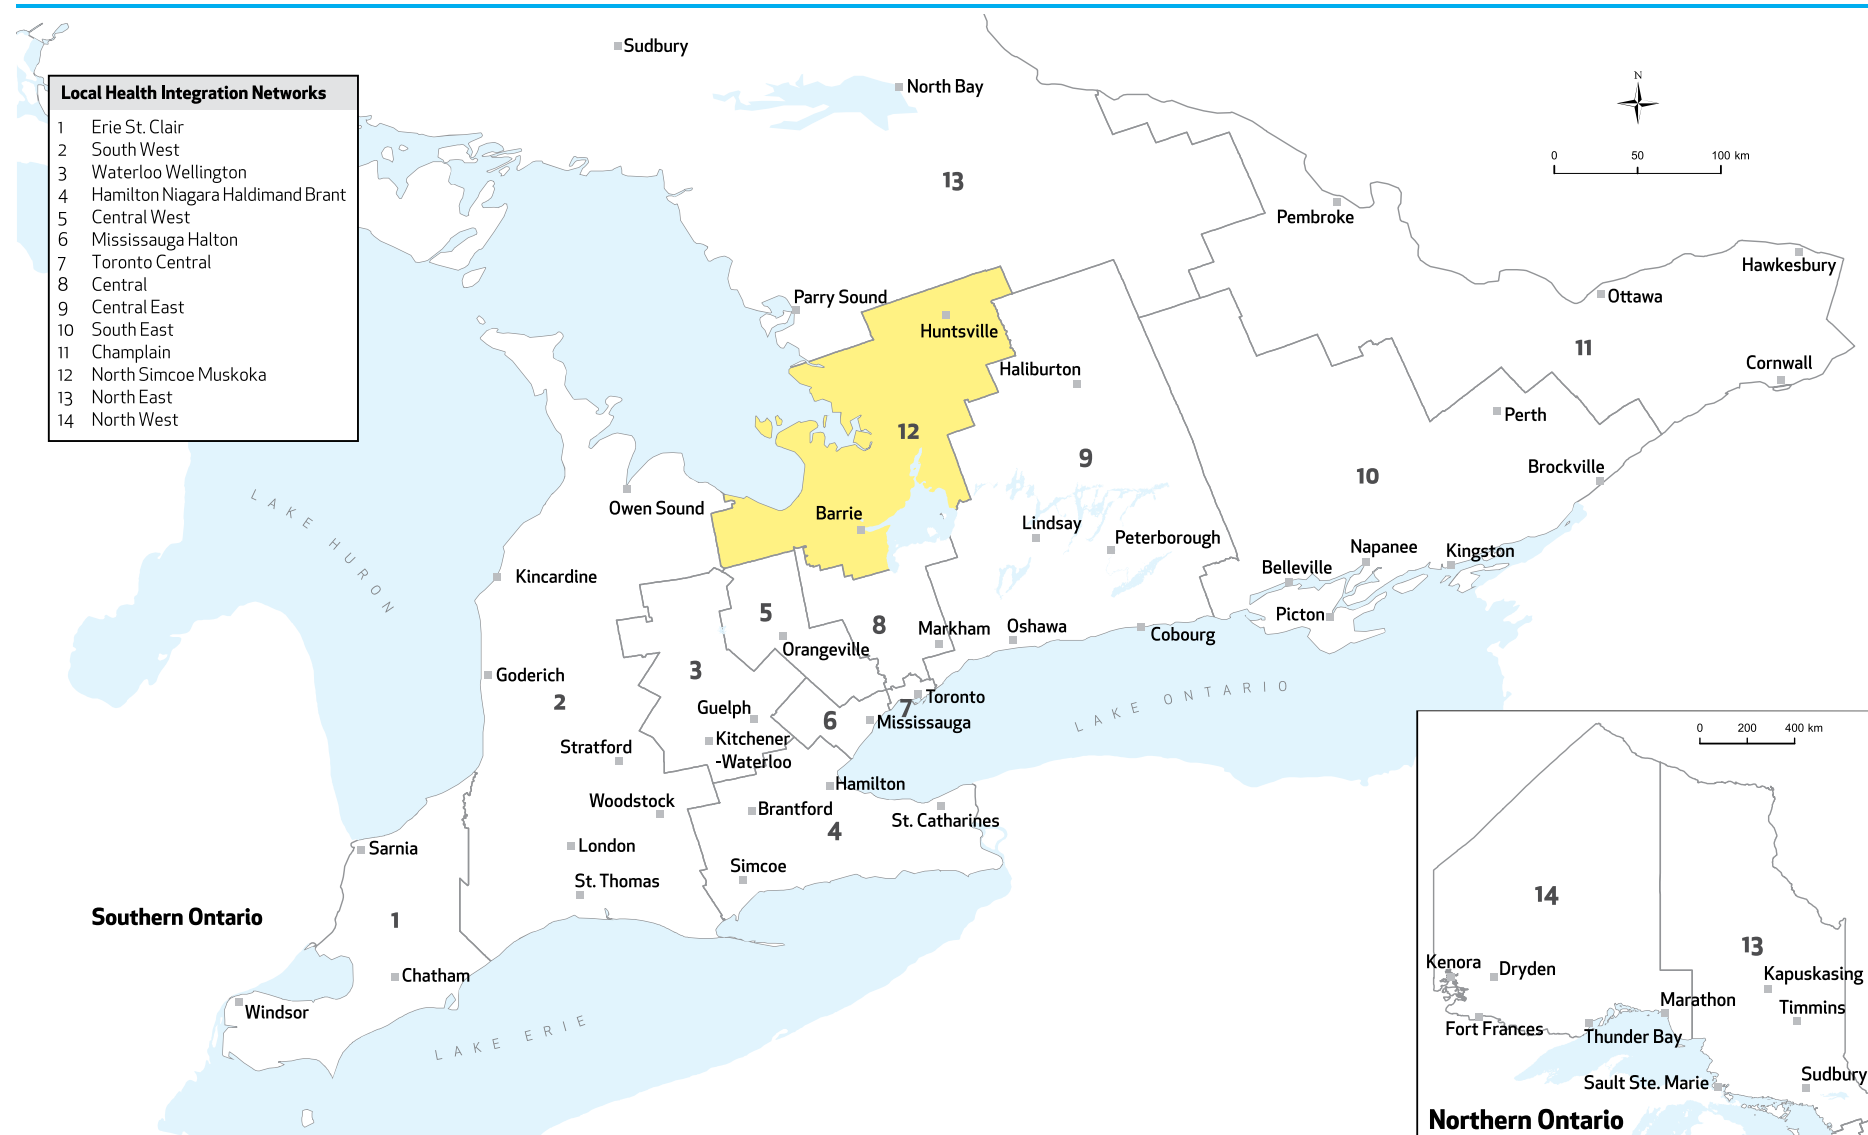 Sudbury
North Bay
N
Local Health Integration Networks
1 Erie St. Clair
2 South West
3 Waterloo Wellington
4 Hamilton Niagara Haldimand Brant
5 Central West
6 Mississauga Halton
7 Toronto Central
8 Central
9 Central East
10 South East
11 Champlain
12 North Simcoe Muskoka
13 North East
14 North West
0 50 100 km
13
Pembroke
Hawkesbury
Parry Sound
Ottawa
Huntsville
11
Haliburton
Cornwall
Perth
12
9
Brockville
10
LAKE HURON
Owen Sound
Barrie
Lindsay
Peterborough
Napanee
Kingston
Belleville
Kincardine
5
Picton
8
Markham
Oshawa
Cobourg
Orangeville
3
Goderich
2
LAKE ONTARIO
Toronto
7
Guelph
6
Mississauga
Kitchener
-Waterloo
Stratford
Hamilton
Woodstock
Brantford
St. Catharines
4
London
Sarnia
Simcoe
St. Thomas
Southern Ontario
1
Chatham
Windsor
LAKE ERIE
0 200 400 km
14
13
Kenora
Dryden
Kapuskasing
Marathon
Timmins
Fort Frances
Thunder Bay
Sault Ste. Marie
Sudbury
Northern Ontario